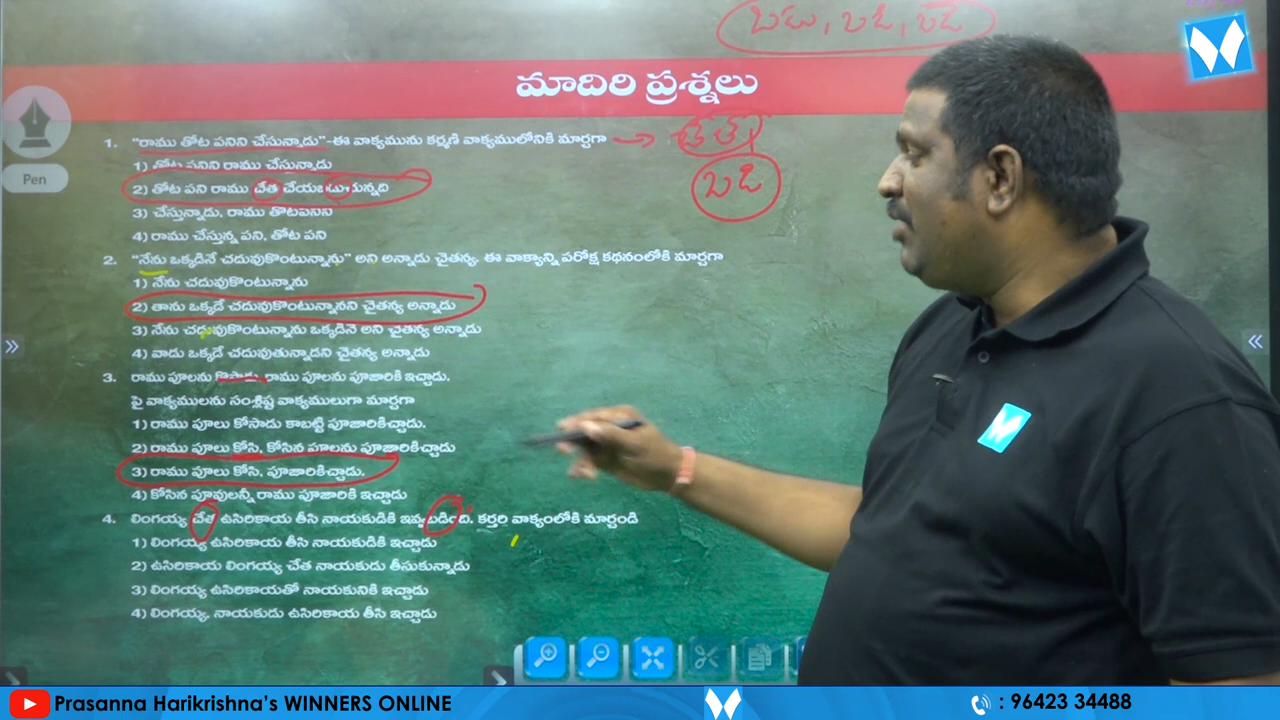 బడు, బడి, బడె
మాదిరి ప్రశ్నలు
Pen
1. "రాము తోట పనిని చేసున్నాడు"-ఈ వాక్యమును కర్మణి వాక్యములోనికి మార్చగా → చేత
బడి
1) తోట పనిని రాము చేసున్నాడు
2) తోట పని రాము చేత చేయబడుచున్నది
3) చేస్తున్నాడు, రాము తోటపనిని
4) రాము చేస్తున్న పని, తోట పని
2. "నేను ఒక్కడినే చదువుకొంటున్నాను" అని అన్నాడు చైతన్య. ఈ వాక్యాన్ని పరోక్ష కథనంలోకి మార్చగా
1) నేను చదువుకొంటున్నాను
2) తాను ఒక్కడే చదువుకొంటున్నానని చైతన్య అన్నాడు
3) నేను చదువుకొంటున్నాను ఒక్కడినే అని చైతన్య అన్నాడు
4) వాడు ఒక్కడే చదువుతున్నాడని చైతన్య అన్నాడు
3. రాము పూలను కోసాడు. రాము పూలను పూజారికి ఇచ్చాడు.
పై వాక్యములను సంశ్లిష్ట వాక్యములుగా మార్చగా
1) రాము పూలు కోసాడు కాబట్టి పూజారికిచ్చాడు.
2) రాము పూలు కోసి, కోసిన పూలను పూజారికిచ్చాడు
3) రాము పూలు కోసి, పూజారికిచ్చాడు.
4) కోసిన పూవులన్నీ రాము పూజారికి ఇచ్చాడు
4. లింగయ్య చేత ఉసిరికాయ తీసి నాయకుడికి ఇవ్వబడింది. కర్తరి వాక్యంలోకి మార్చండి
1) లింగయ్య ఉసిరికాయ తీసి నాయకుడికి ఇచ్చాడు
2) ఉసిరికాయ లింగయ్య చేత నాయకుడు తీసుకున్నాడు
3) లింగయ్య ఉసిరికాయతో నాయకునికి ఇచ్చాడు
4) లింగయ్య, నాయకుడు ఉసిరికాయ తీసి ఇచ్చాడు
Prasanna Harikrishna's WINNERS ONLINE
: 96423 34488